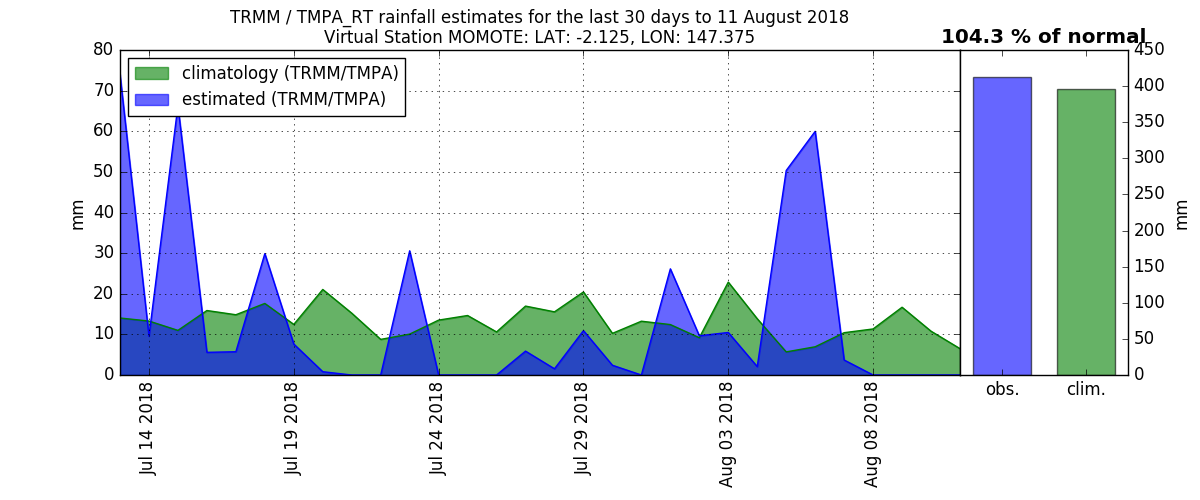 TRMM / TMPA_RT rainfall estimates for the last 30 days to 11 August 2018
Virtual Station MOMOTE: LAT: -2.125, LON: 147.375
104.3 % of normal
climatology (TRMM/TMPA)
estimated (TRMM/TMPA)
80
70
60
50
40
30
20
10
0
mm
Jul 14 2018
Jul 19 2018
Jul 24 2018
Jul 29 2018
Aug 03 2018
Aug 08 2018
450
400
350
300
250
200
150
100
50
0
mm
obs.
clim.